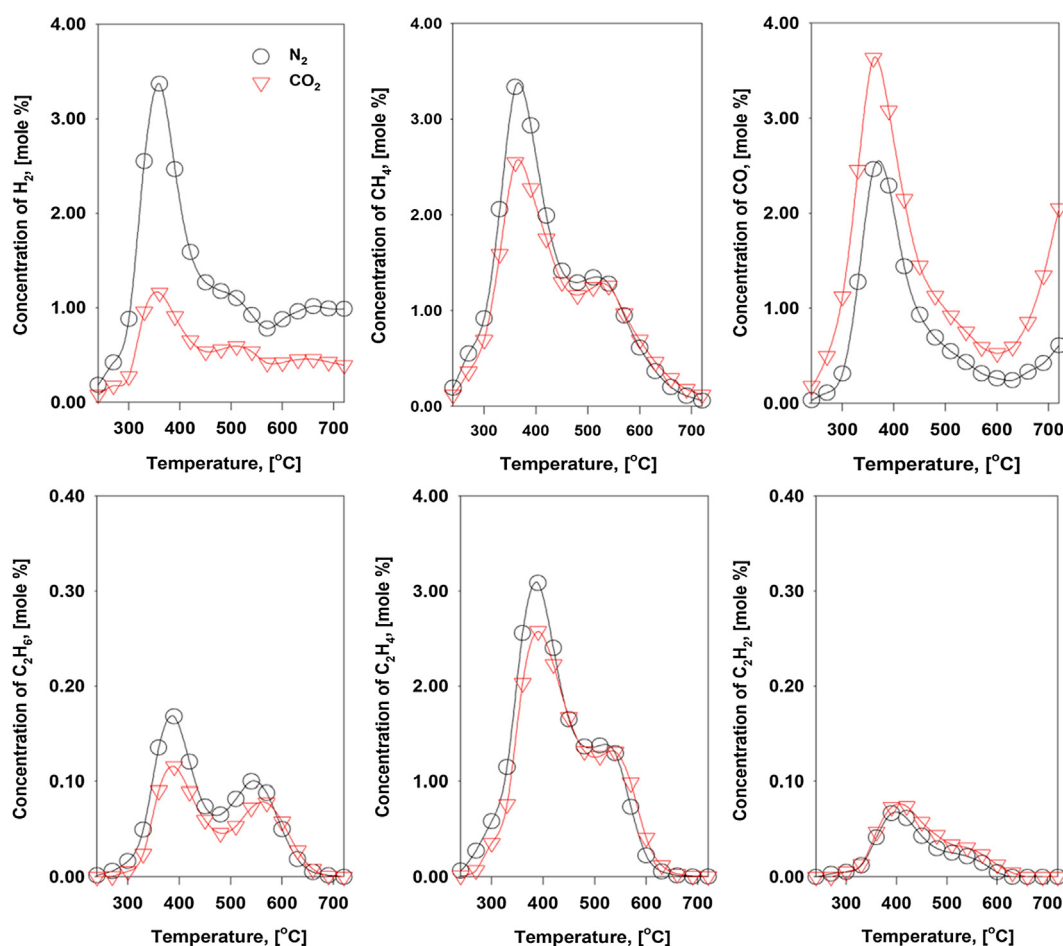 4.00
3.00
2.00
1.00
0.00
Concentration of H₂, [mole %]
N₂
CO₂
300 400 500 600 700
Temperature, [°C]
4.00
3.00
2.00
1.00
0.00
Concentration of CH₄, [mole %]
300 400 500 600 700
Temperature, [°C]
4.00
3.00
2.00
1.00
0.00
Concentration of CO, [mole %]
300 400 500 600 700
Temperature, [°C]
0.40
0.30
0.20
0.10
0.00
Concentration of C₂H₆, [mole %]
300 400 500 600 700
Temperature, [°C]
4.00
3.00
2.00
1.00
0.00
Concentration of C₂H₄, [mole %]
300 400 500 600 700
Temperature, [°C]
0.40
0.30
0.20
0.10
0.00
Concentration of C₂H₂, [mole %]
300 400 500 600 700
Temperature, [°C]